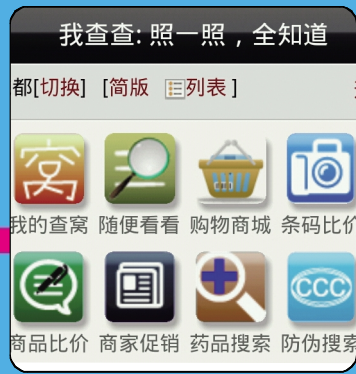 我查查: 照一照，全知道
都[切换] [简版 列表]
窝
我的查窝 随便看看 购物商城 条码比价
CCC
商品比价 商家促销 药品搜索 防伪搜索